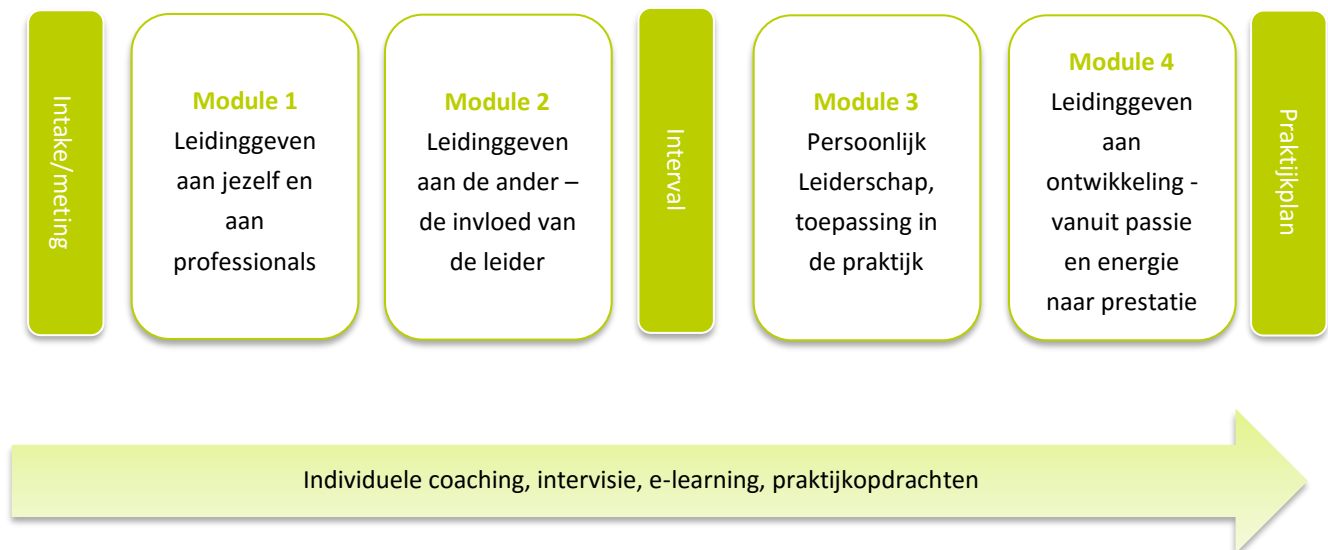 Intake/meting
Module 1
Leidinggeven
aan jezelf en
aan
professionals
Module 2
Leidinggeven
aan de ander –
de invloed van
de leider
Interval
Module 3
Persoonlijk
Leiderschap,
toepassing in
de praktijk
Module 4
Leidinggeven
aan
ontwikkeling -
vanuit passie
en energie
naar prestatie
Praktijkplan
Individuele coaching, intervisie, e-learning, praktijkopdrachten